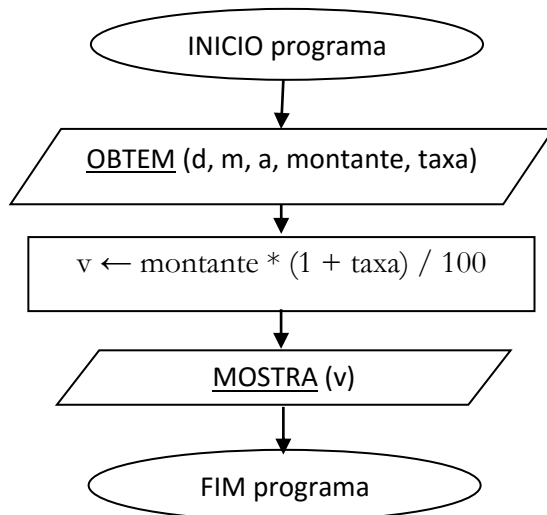 INICIO programa
OBTEM (d, m, a, montante, taxa)
v ← montante * (1 + taxa) / 100
MOSTRA (v)
FIM programa